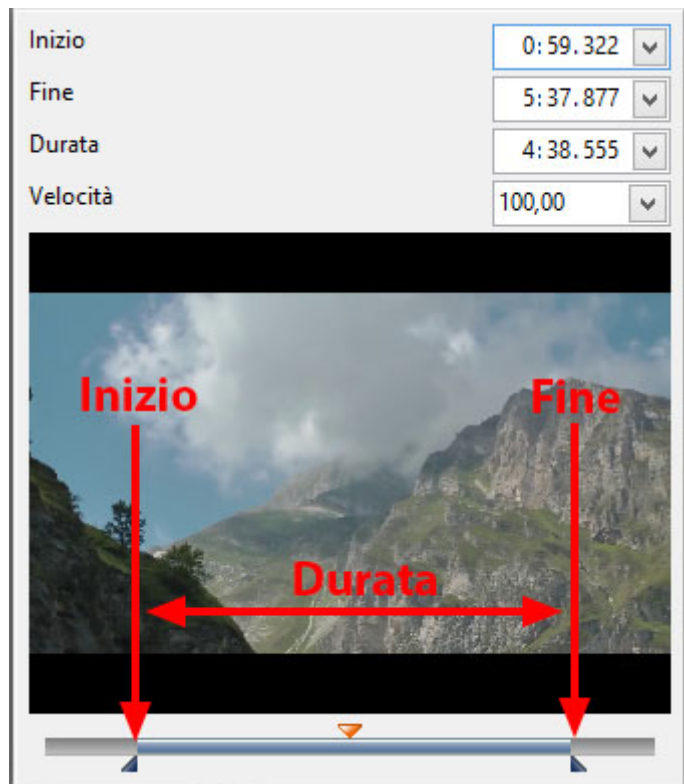 Inizio 0:59.322
Fine 5:37.877
Durata 4:38.555
Velocità 100,00
Inizio Fine
Durata